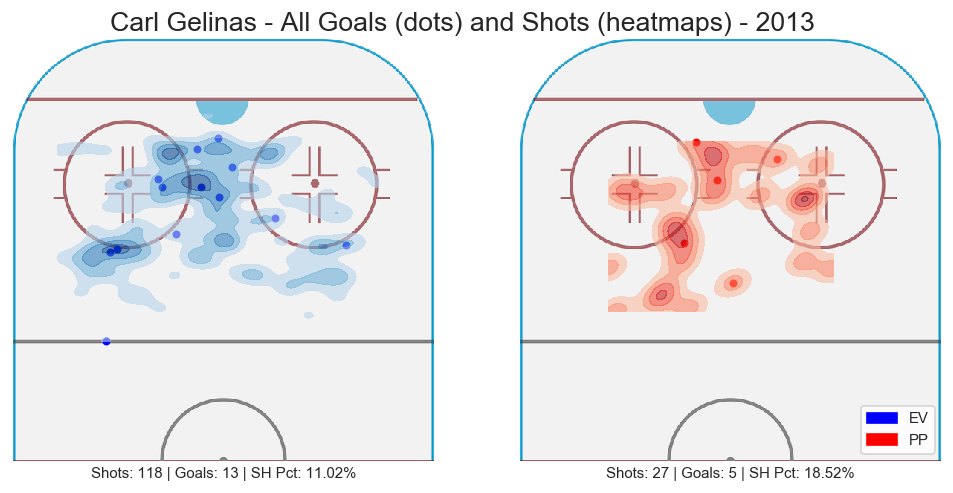 Carl Gelinas - All Goals (dots) and Shots (heatmaps) - 2013
EV
PP
Shots: 118 | Goals: 13 | SH Pct: 11.02%
Shots: 27 | Goals: 5 | SH Pct: 18.52%